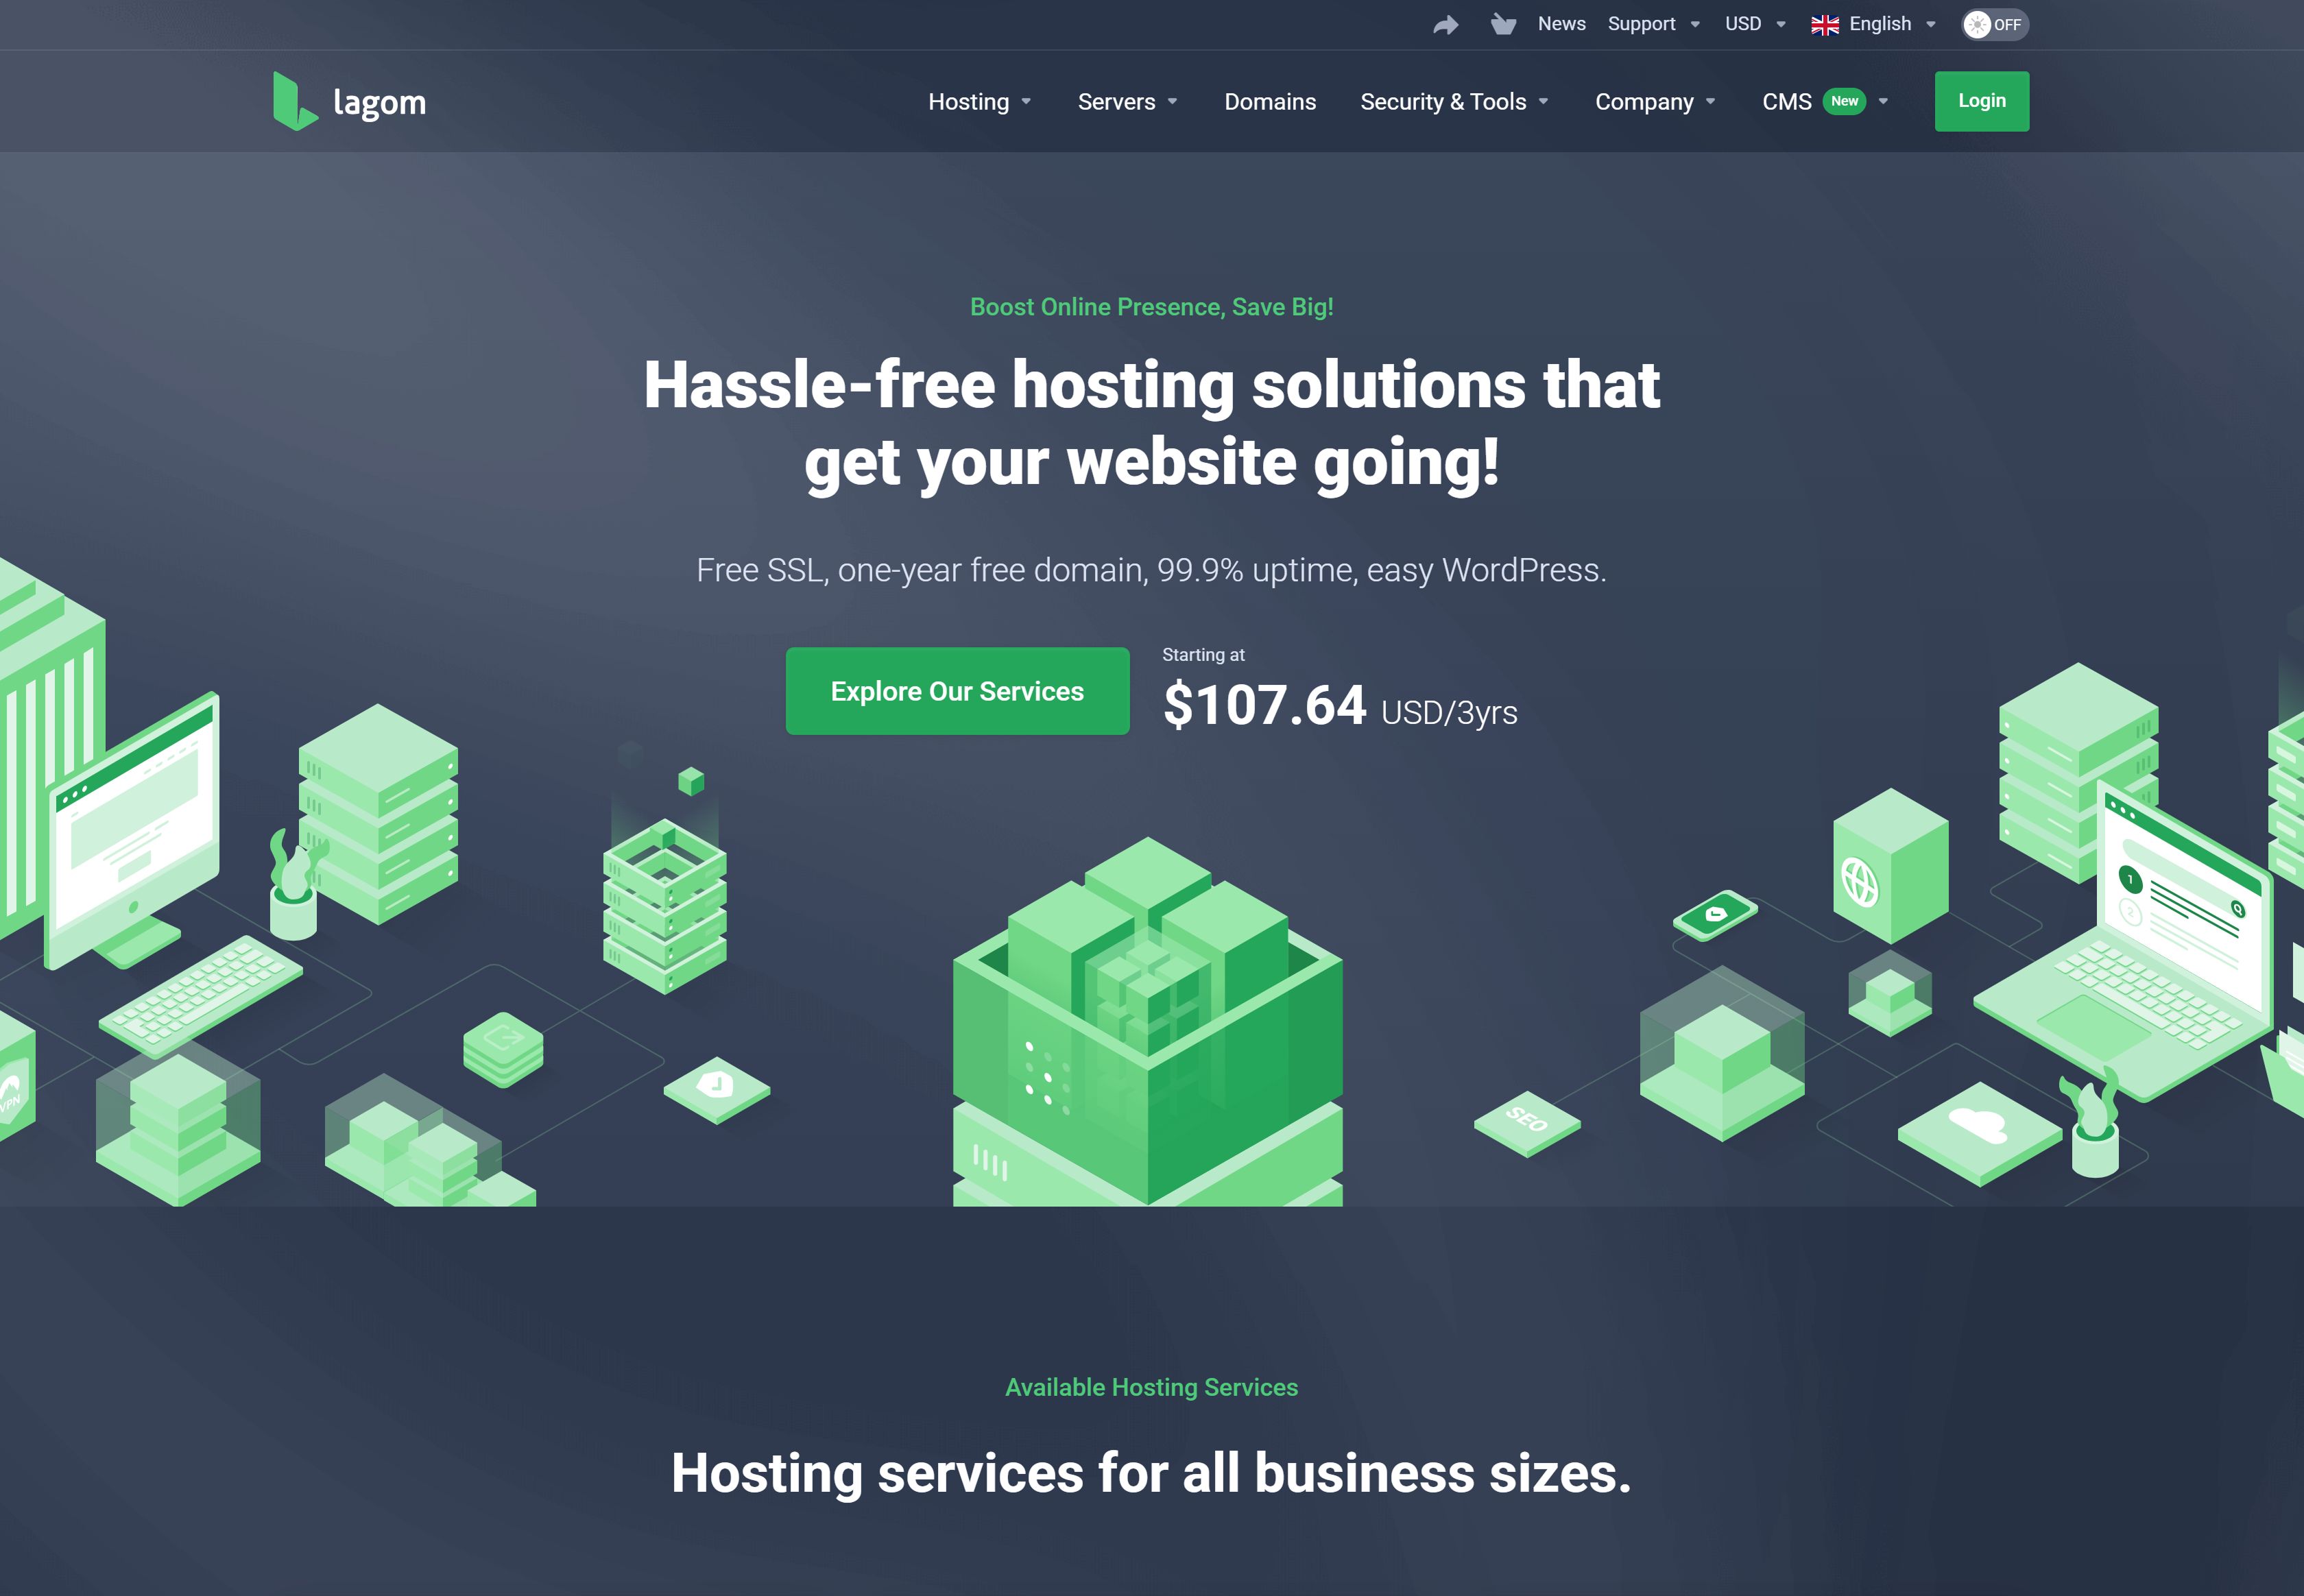 News Support USD English OFF
lagom
Hosting Servers Domains Security & Tools Company CMS New Login
Boost Online Presence, Save Big!
Hassle-free hosting solutions that
get your website going!
Free SSL, one-year free domain, 99.9% uptime, easy WordPress.
Explore Our Services
Starting at
$107.64 USD/3yrs
1
2
VPN
SEO
Available Hosting Services
Hosting services for all business sizes.